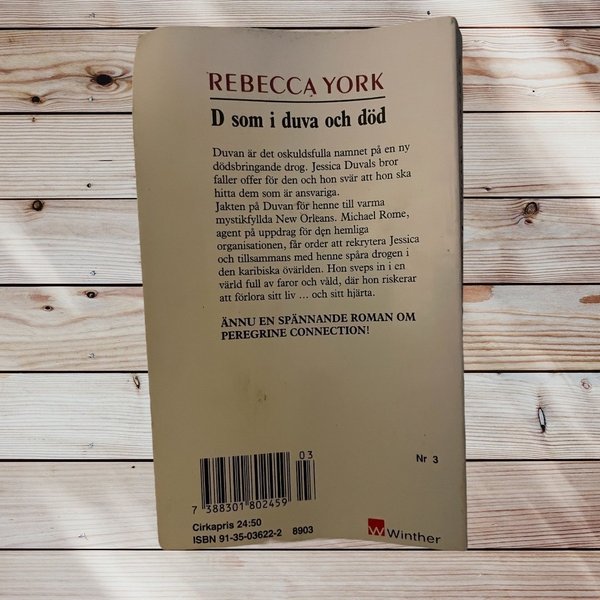 REBECCA YORK
D som i duva och död
Duvan är det oskuldsfulla namnet på en ny
dödsbringande drog. Jessica Duvals bror
faller offer för den och hon svär att hon ska
hitta dem som är ansvariga.
Jakten på Duvan för henne till varma
mystikfyllda New Orleans. Michael Rome,
agent på uppdrag för den hemliga
organisationen, får order att rekrytera Jessica
och tillsammans med henne spåra drogen i
den karibiska övärlden. Hon sveps in i en
värld full av faror och våld, där hon riskerar
att förlora sitt liv ... och sitt hjärta.
ÄNNU EN SPÄNNANDE ROMAN OM
PEREGRINE CONNECTION!
03
Nr 3
7 388301 802459
Cirkapris 24:50
ISBN 91-35-03622-2 8903
W Winther